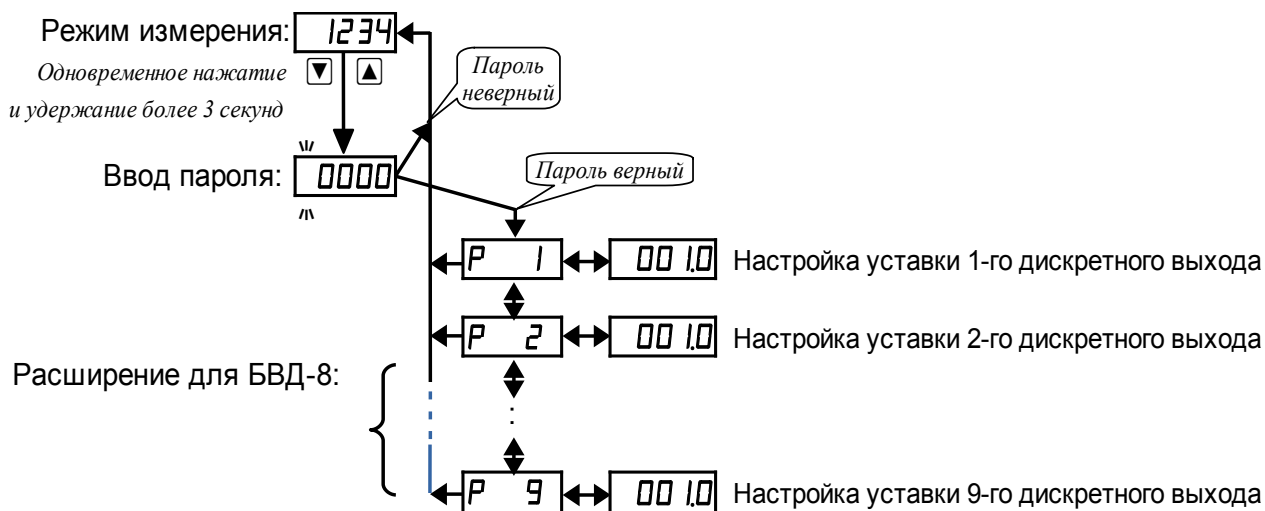 Режим измерения: 1234
Одновременное нажатие
и удержание более 3 секунд
Пароль
неверный
Ввод пароля: 0000
Пароль верный
P 1 001.0 Настройка уставки 1-го дискретного выхода
P 2 001.0 Настройка уставки 2-го дискретного выхода
Расширение для БВД-8:
P 9 001.0 Настройка уставки 9-го дискретного выхода